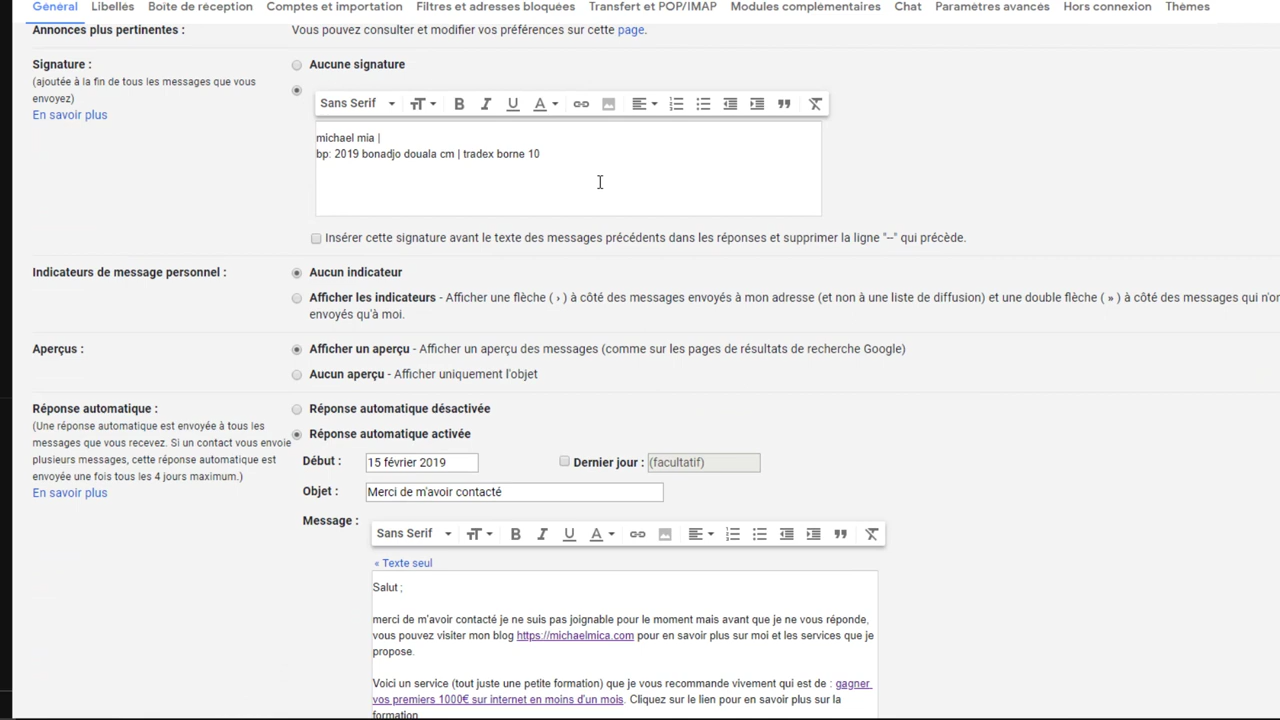 Général Libellés Boîte de réception Comptes et importation Filtres et adresses bloquées Transfert et POP/IMAP Modules complémentaires Chat Paramètres avancés Hors connexion Thèmes
Annonces plus pertinentes : Vous pouvez consulter et modifier vos préférences sur cette page.
Signature :
(ajoutée à la fin de tous les messages que vous
envoyez)
En savoir plus
Aucune signature
Sans Serif
michael mia |
bp: 2019 bonadjo douala cm | tradex borne 10
Insérer cette signature avant le texte des messages précédents dans les réponses et supprimer la ligne "--" qui précède.
Indicateurs de message personnel :
Aucun indicateur
Afficher les indicateurs - Afficher une flèche ( › ) à côté des messages envoyés à mon adresse (et non à une liste de diffusion) et une double flèche ( » ) à côté des messages qui n'on
envoyés qu'à moi.
Aperçus :
Afficher un aperçu - Afficher un aperçu des messages (comme sur les pages de résultats de recherche Google)
Aucun aperçu - Afficher uniquement l'objet
Réponse automatique :
(Une réponse automatique est envoyée à tous les
messages que vous recevez. Si un contact vous envoie
plusieurs messages, cette réponse automatique est
envoyée une fois tous les 4 jours maximum.)
En savoir plus
Réponse automatique désactivée
Réponse automatique activée
Début : 15 février 2019 Dernier jour : (facultatif)
Objet : Merci de m'avoir contacté
Message :
Sans Serif
« Texte seul
Salut ;
merci de m'avoir contacté je ne suis pas joignable pour le moment mais avant que je ne vous réponde,
vous pouvez visiter mon blog https://michaelmica.com pour en savoir plus sur moi et les services que je
propose.
Voici un service (tout juste une petite formation) que je vous recommande vivement qui est de : gagner
vos premiers 1000€ sur internet en moins d'un mois. Cliquez sur le lien pour en savoir plus sur la
formation